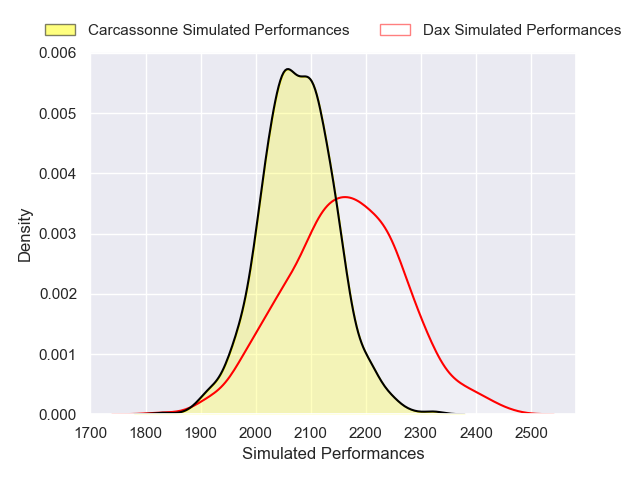 Carcassonne Simulated Performances
Dax Simulated Performances
0.006
0.005
0.004
0.003
0.002
0.001
0.000
Density
1700 1800 1900 2000 2100 2200 2300 2400 2500
Simulated Performances